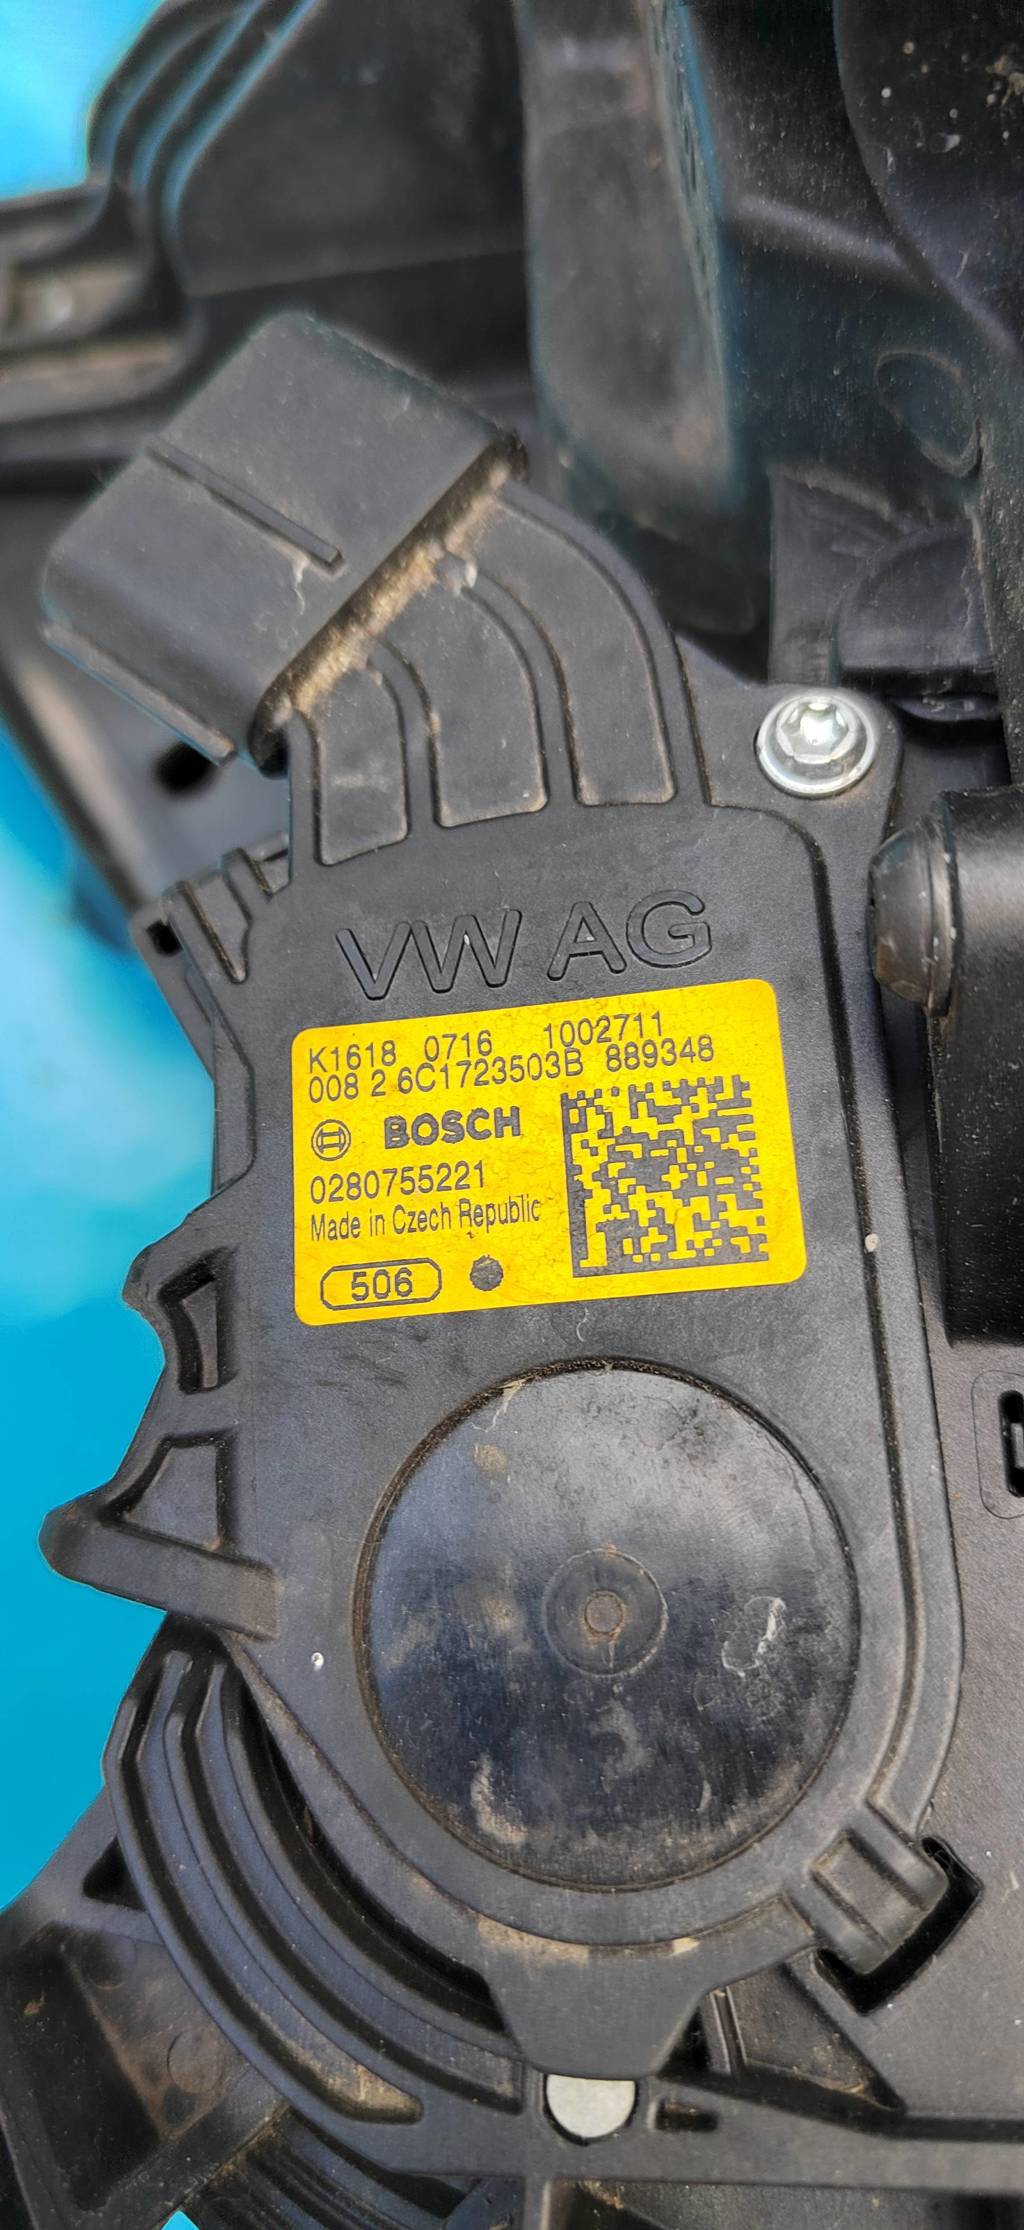 VW AG
K1618 0716 1002711
008 2 6C1723503B 889348
BOSCH
0280755221
Made in Czech Republic
506